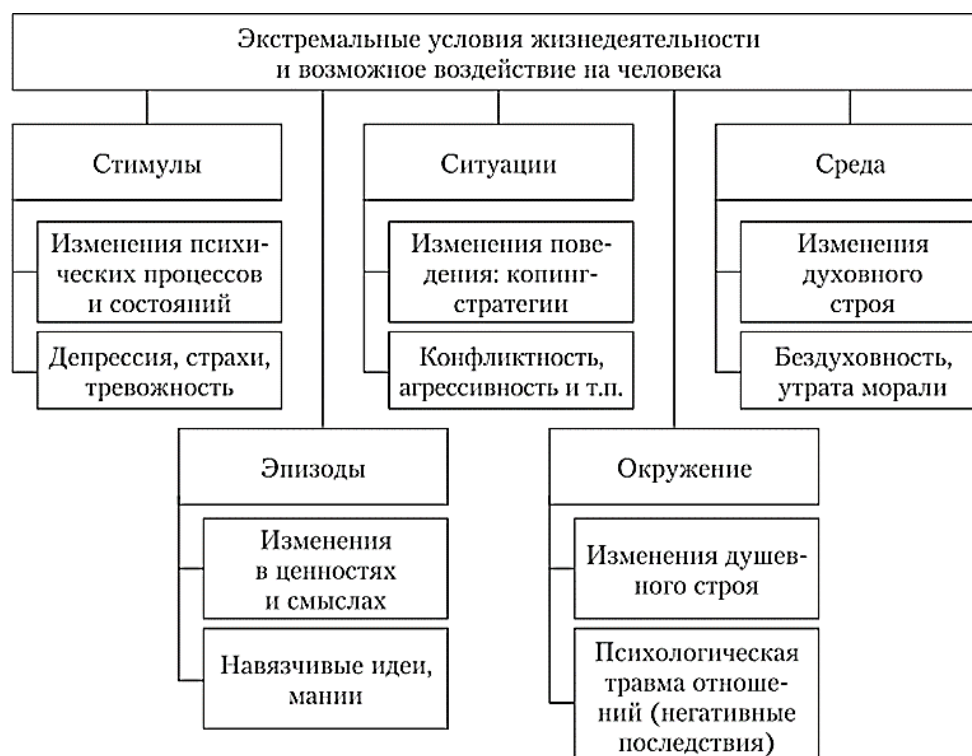 Экстремальные условия жизнедеятельности
и возможное воздействие на человека
Стимулы
Изменения психи-
ческих процессов
и состояний
Депрессия, страхи,
тревожность
Ситуации
Изменения пове-
дения: копинг-
стратегии
Конфликтность,
агрессивность и т.п.
Среда
Изменения
духовного
строя
Бездуховность,
утрата морали
Эпизоды
Изменения
в ценностях
и смыслах
Навязчивые идеи,
мании
Окружение
Изменения душев-
ного строя
Психологическая
травма отноше-
ний (негативные
последствия)